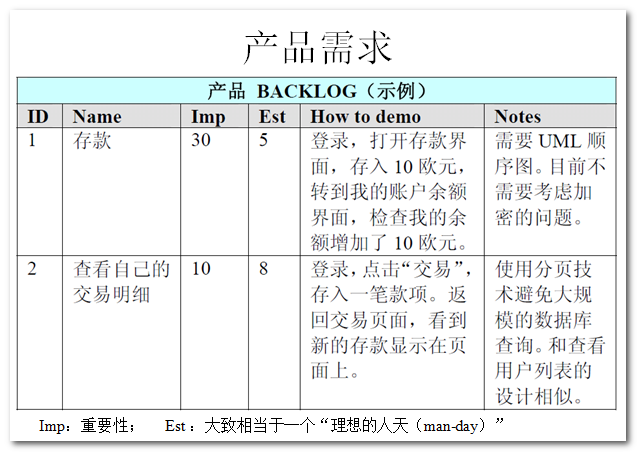 产品需求
产品 BACKLOG（示例）
ID Name Imp Est How to demo Notes
1 存款 30 5 登录，打开存款界 需要 UML 顺
面，存入 10 欧元， 序图。目前不
转到我的账户余额 需要考虑加
界面，检查我的余 密的问题。
额增加了 10 欧元。
2 查看自己的 10 8 登录，点击“交易”， 使用分页技
交易明细 存入一笔款项。返 术避免大规
回交易页面，看到 模的数据库
新的存款显示在页 查询。和查看
面上。 用户列表的
设计相似。
Imp：重要性； Est：大致相当于一个“理想的人天（man-day）”